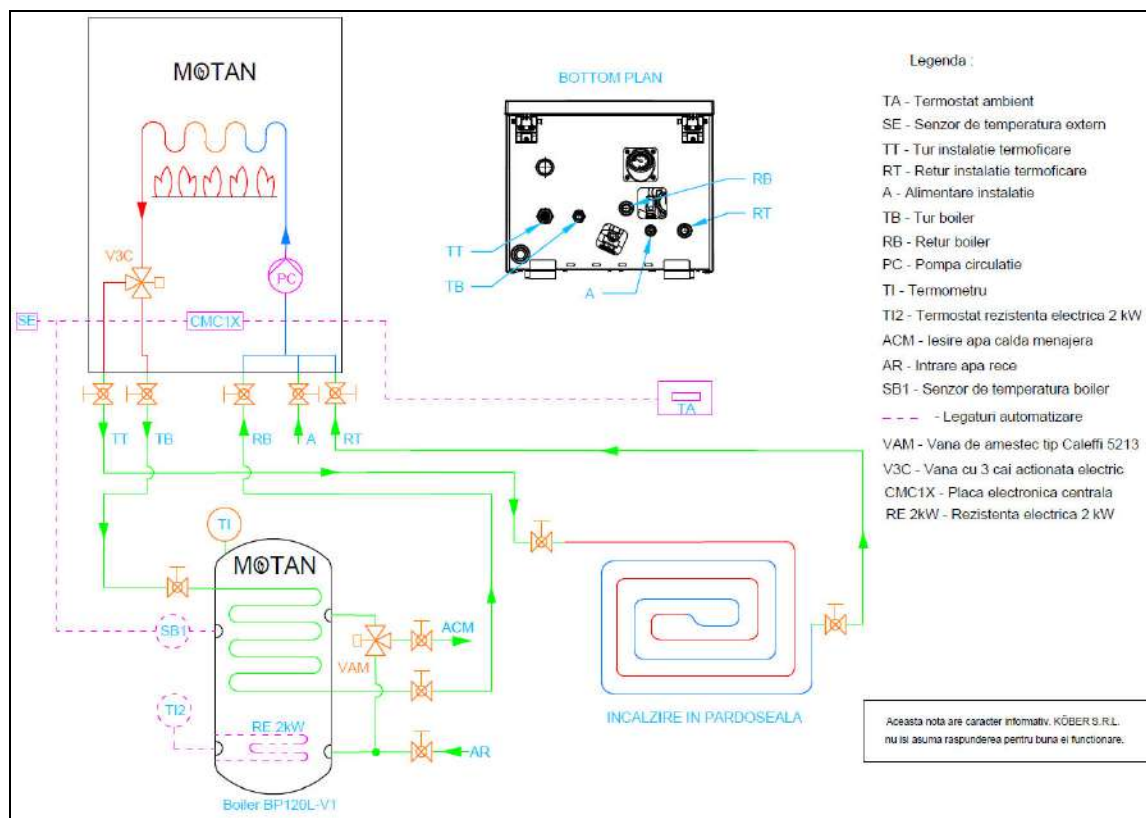 MOTAN
V3C
PC
SE
CMC1X
TA
TT
TB
RB
A
RT
BOTTOM PLAN
RB
RT
TT
TB
A
TI
MOTAN
SB1
TI2
RE 2kW
VAM
ACM
AR
Boiler BP120L-V1
INCALZIRE IN PARDOSEALA
Legenda :
TA - Termostat ambient
SE - Senzor de temperatura extern
TT - Tur instalatie termoficare
RT - Retur instalatie termoficare
A - Alimentare instalatie
TB - Tur boiler
RB - Retur boiler
PC - Pompa circulatie
TI - Termometru
TI2 - Termostat rezistenta electrica 2 kW
ACM - Iesire apa calda menajera
AR - Intrare apa rece
SB1 - Senzor de temperatura boiler
- Legaturi automatizare
VAM - Vana de amestec tip Caleffi 5213
V3C - Vana cu 3 cai actionata electric
CMC1X - Placa electronica centrala
RE 2kW - Rezistenta electrica 2 kW
Aceasta nota are caracter informativ. KÖBER S.R.L.
nu isi asuma raspunderea pentru buna ei functionare.